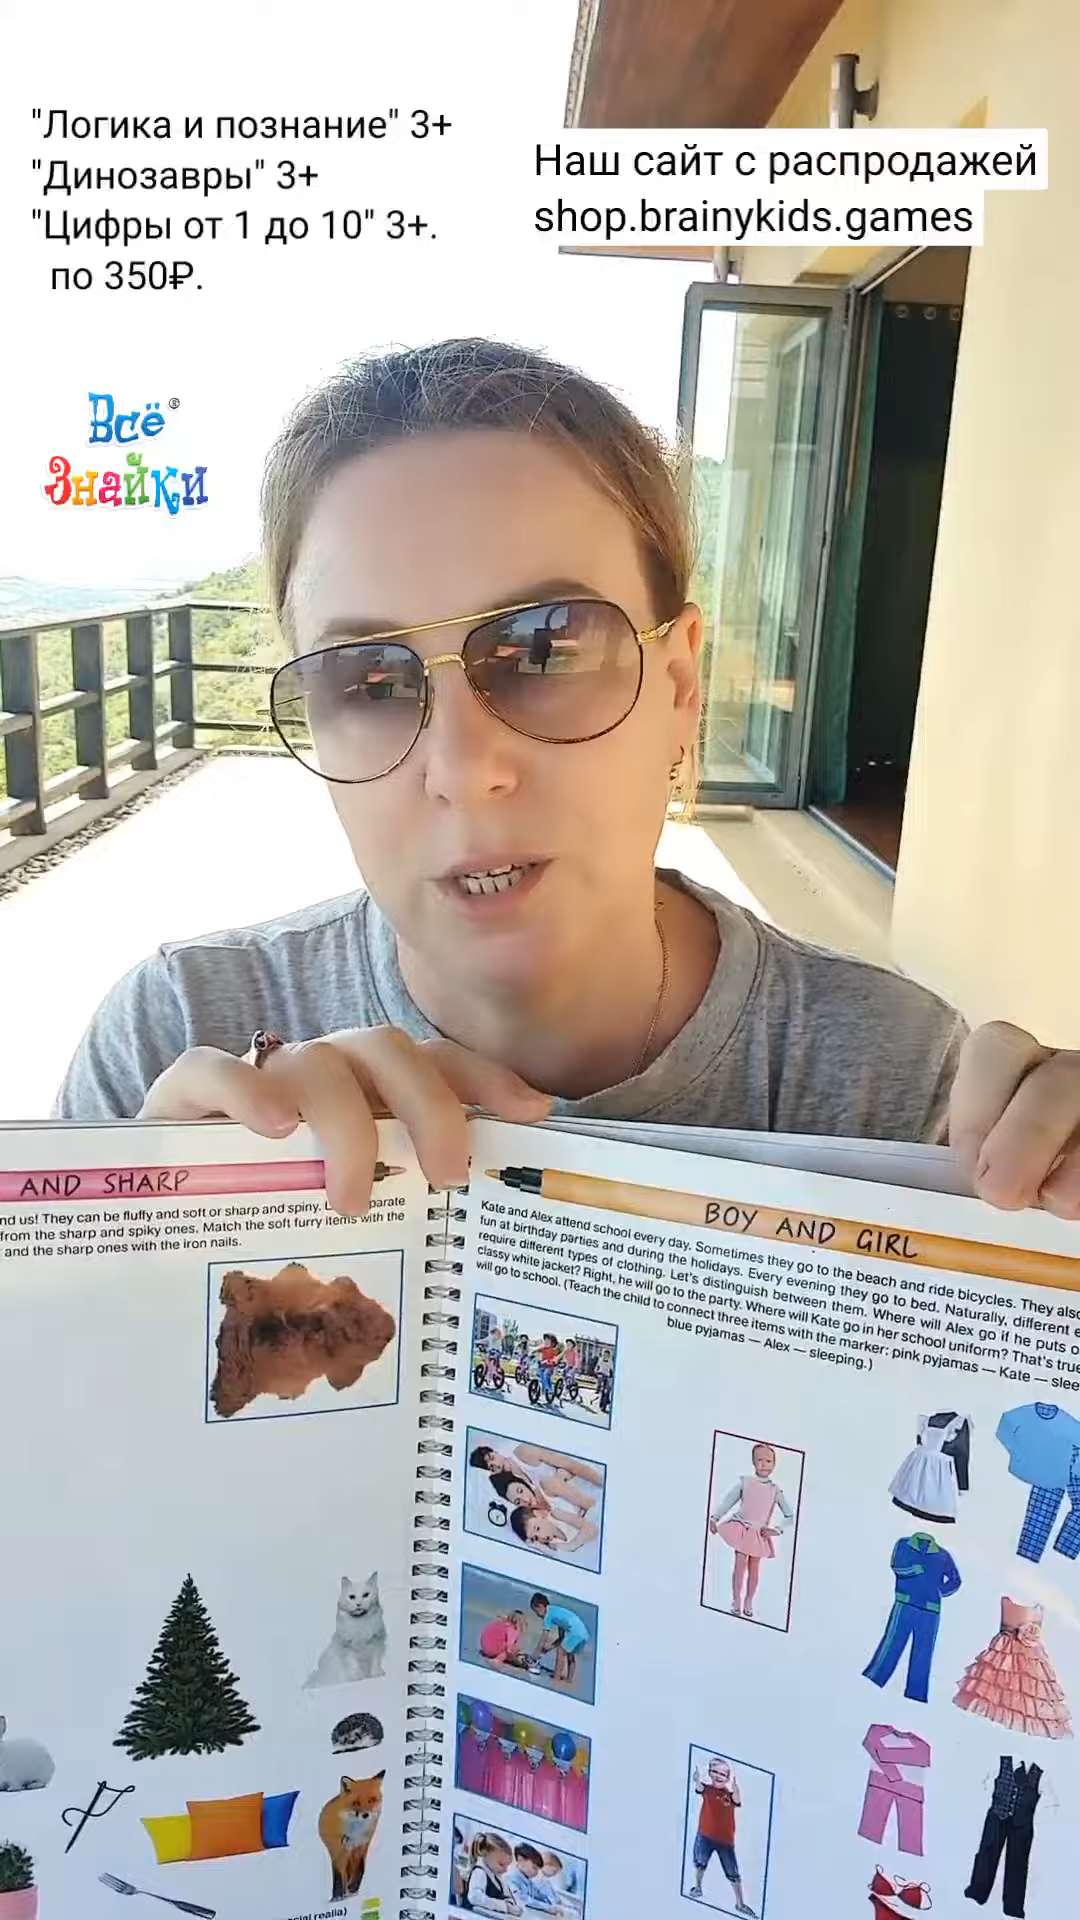 "Логика и познание" 3+
"Динозавры" 3+
"Цифры от 1 до 10" 3+.
по 350₽.
Наш сайт с распродажей
shop.brainykids.games
Всё®
Знайки
AND SHARP
nd us! They can be fluffy and soft or sharp and spiny. parate
from the sharp and spiky ones. Match the soft furry items with the
and the sharp ones with the iron nails.
BOY AND GIRL
Kate and Alex attend school every day. Sometimes they go to the beach and ride bicycles. They also
fun at birthday parties and during the holidays. Every evening they go to bed. Naturally, different e
require different types of clothing. Let's distinguish between them. Where will Alex go if he puts o
classy white jacket? Right, he will go to the party. Where will Kate go in her school uniform? That's true
will go to school. (Teach the child to connect three items with the marker: pink pyjamas — Kate — slee
blue pyjamas — Alex — sleeping.)
cial realia)